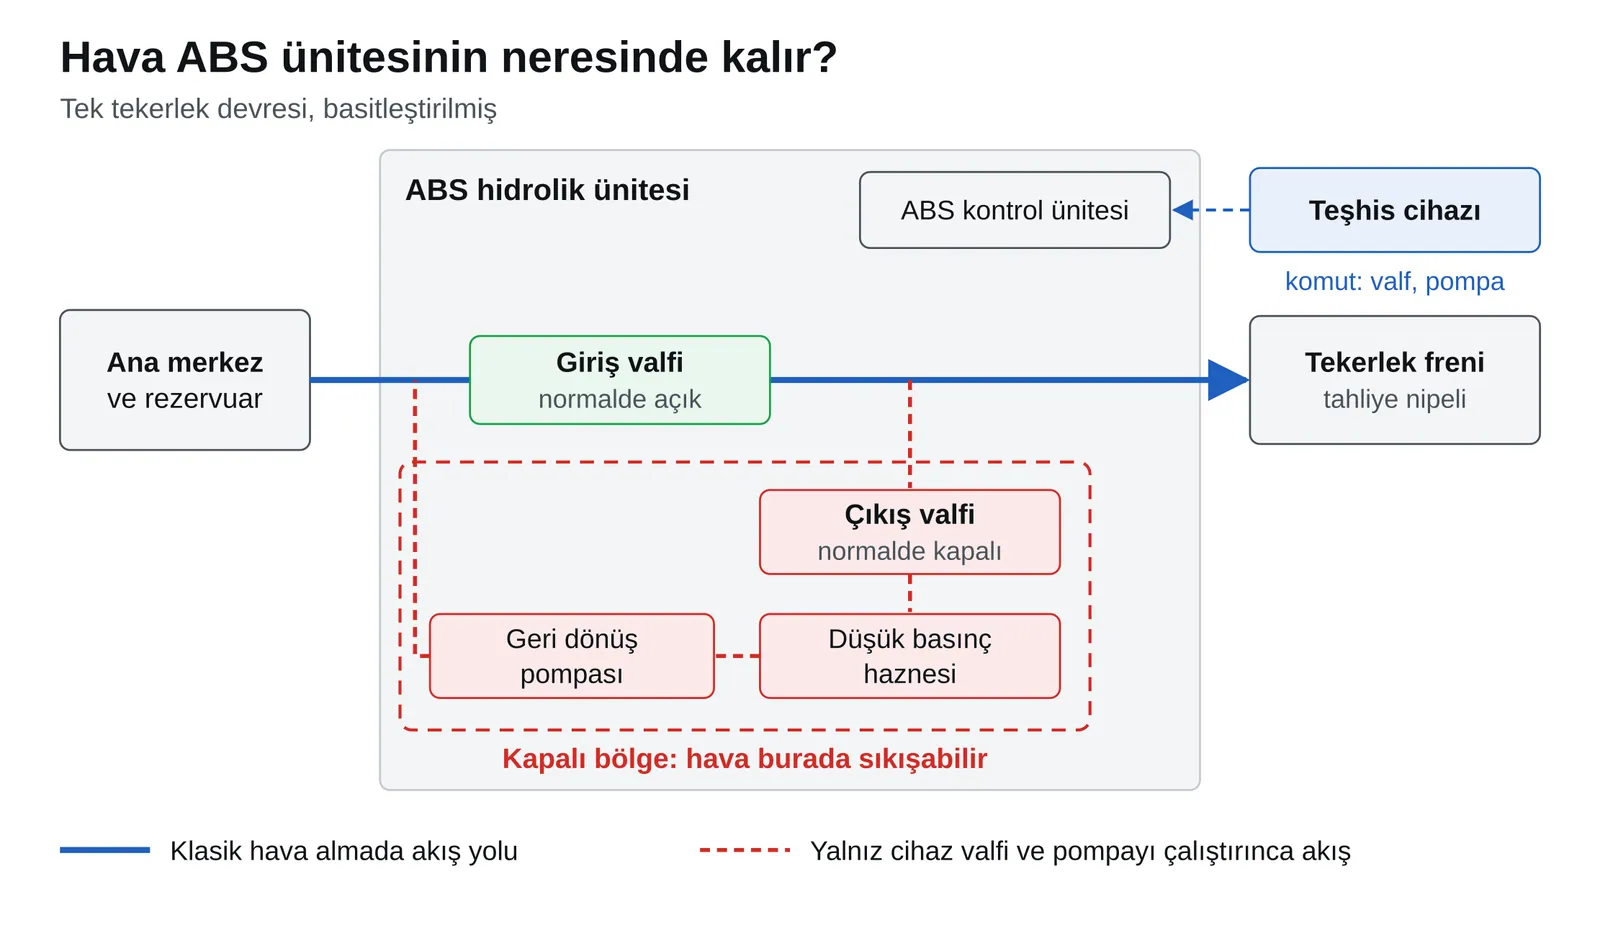 Hava ABS ünitesinin neresinde kalır?
Tek tekerlek devresi, basitleştirilmiş
ABS hidrolik ünitesi
ABS kontrol ünitesi
Teşhis cihazı
komut: valf, pompa
Ana merkez
ve rezervuar
Giriş valfi
normalde açık
Tekerlek freni
tahliye nipeli
Çıkış valfi
normalde kapalı
Geri dönüş
pompası
Düşük basınç
haznesi
Kapalı bölge: hava burada sıkışabilir
Klasik hava almada akış yolu
Yalnız cihaz valfi ve pompayı çalıştırınca akış